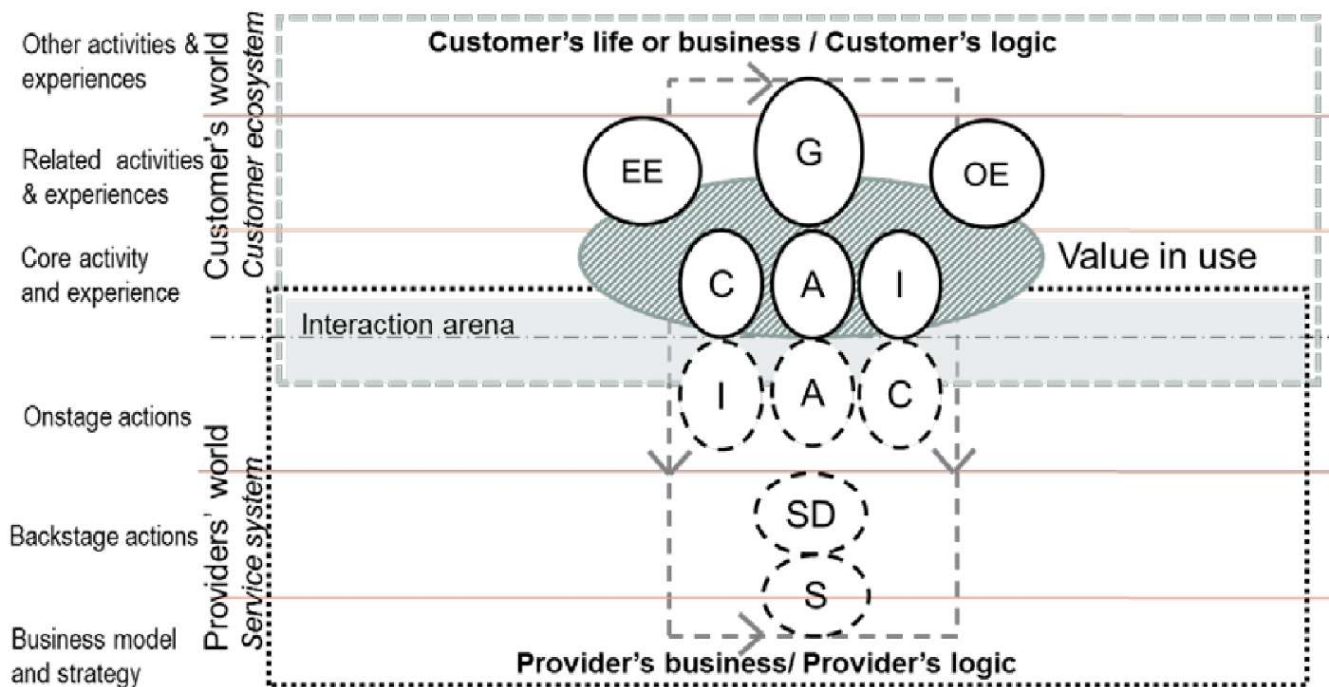 Other activities &
experiences
Customer's world
Customer ecosystem
Customer's life or business / Customer's logic
Related activities
& experiences
EE
G
OE
Core activity
and experience
C
A
I
Value in use
Interaction arena
Onstage actions
I
A
C
Providers' world
Service system
Backstage actions
SD
S
Business model
and strategy
Provider's business/ Provider's logic